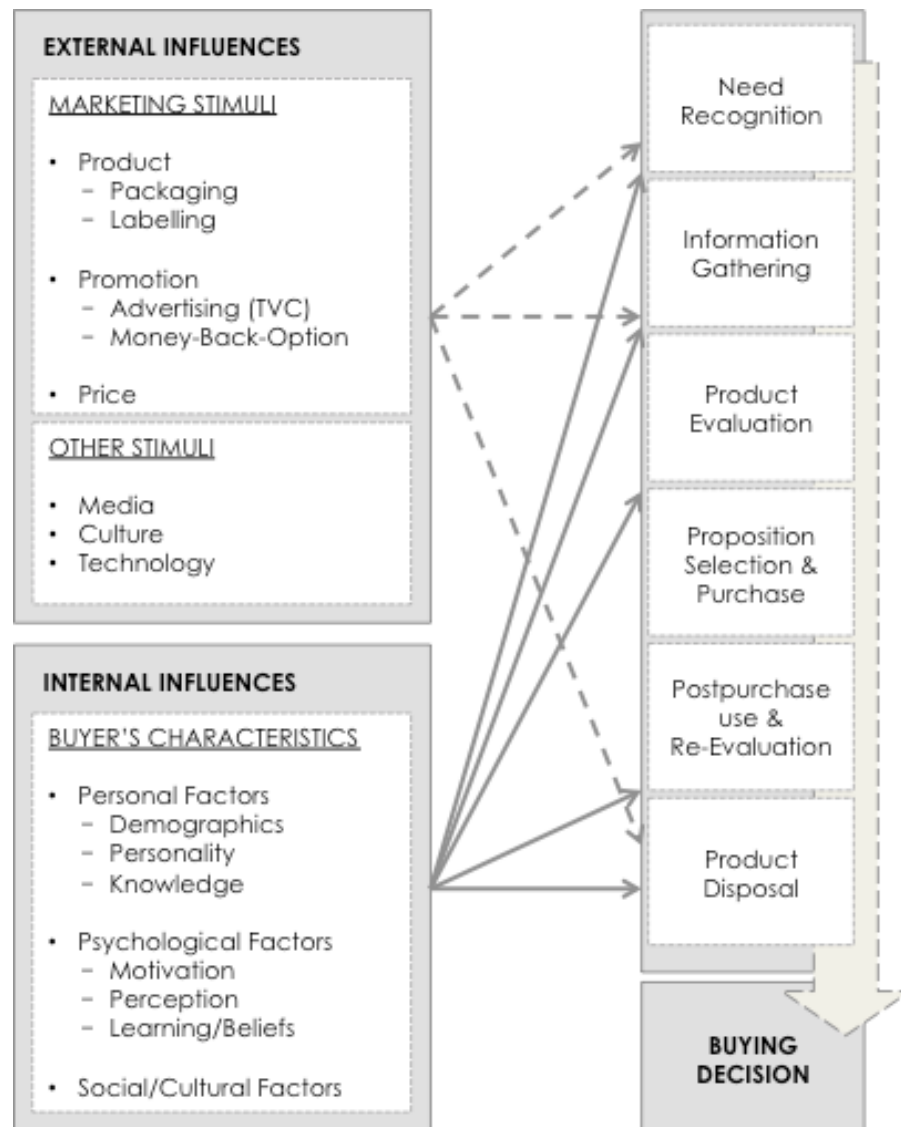 EXTERNAL INFLUENCES
MARKETING STIMULI
• Product
– Packaging
– Labelling
• Promotion
– Advertising (TVC)
– Money-Back-Option
• Price
OTHER STIMULI
• Media
• Culture
• Technology
INTERNAL INFLUENCES
BUYER'S CHARACTERISTICS
• Personal Factors
– Demographics
– Personality
– Knowledge
• Psychological Factors
– Motivation
– Perception
– Learning/Beliefs
• Social/Cultural Factors
Need
Recognition
Information
Gathering
Product
Evaluation
Proposition
Selection &
Purchase
Postpurchase
use &
Re-Evaluation
Product
Disposal
BUYING
DECISION